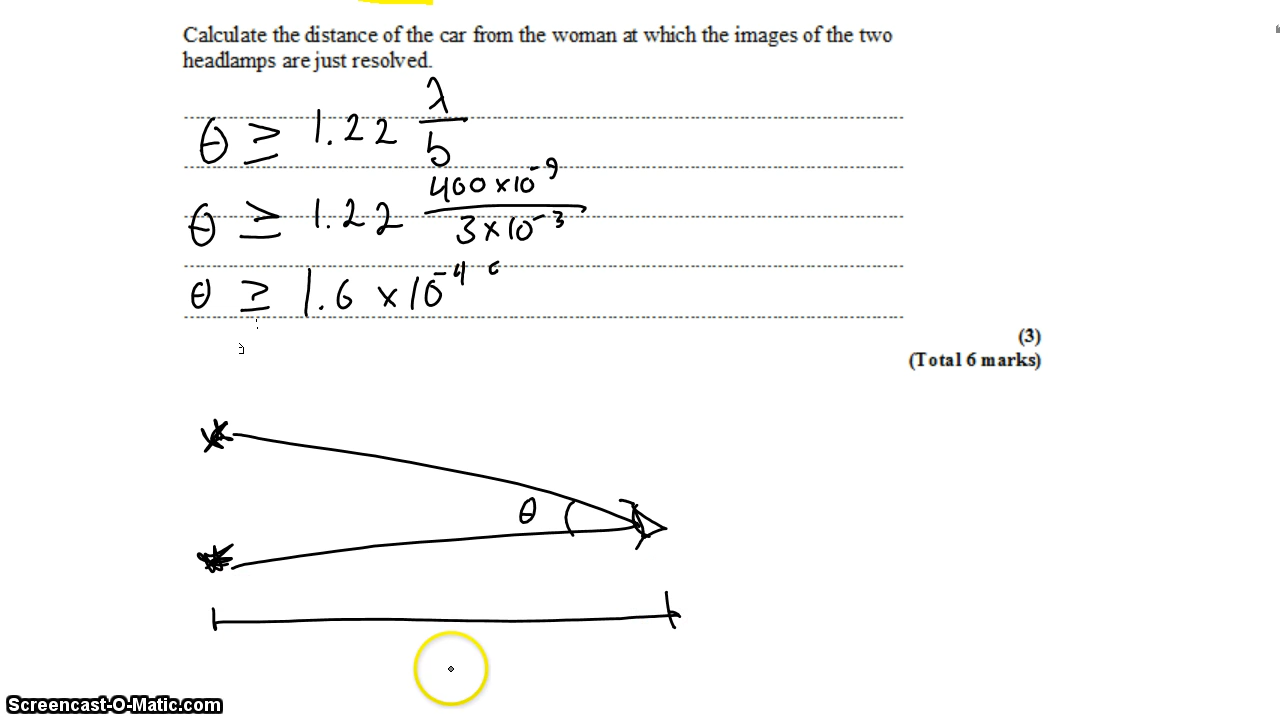 Calculate the distance of the car from the woman at which the images of the two
headlamps are just resolved.
θ ≥ 1.22 λ/b
θ ≥ 1.22 400×10⁻⁹/3×10⁻³
θ ≥ 1.6 ×10⁻⁴ c
(3)
(Total 6 marks)
θ
Screencast-O-Matic.com